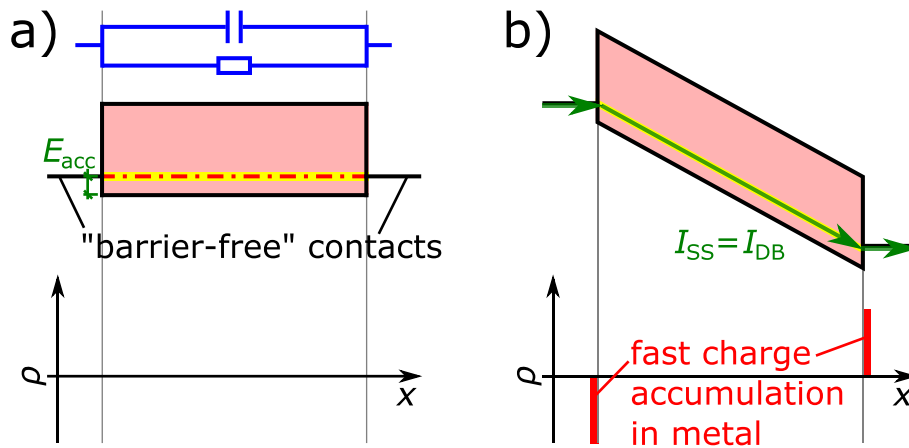 a)
E_acc
"barrier-free" contacts
ρ
x
b)
I_SS=I_DB
ρ
x
fast charge
accumulation
in metal